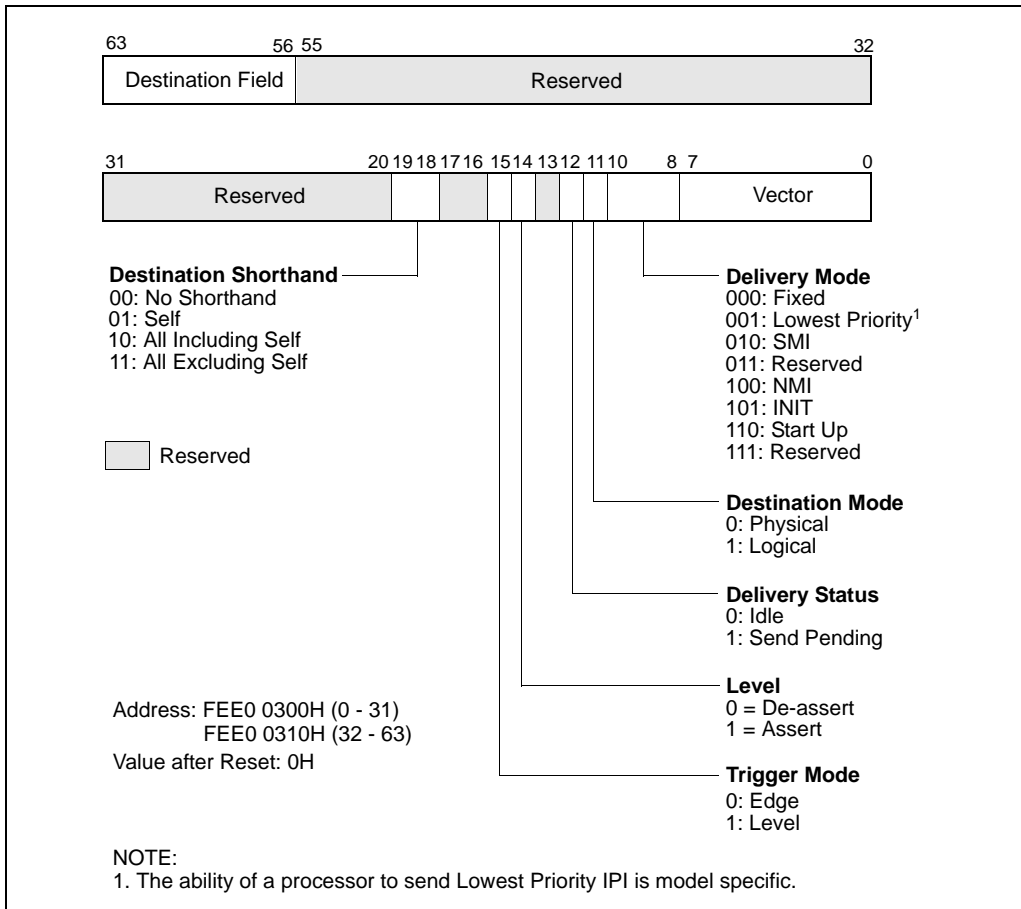 63 56 55 32
Destination Field Reserved
31 20 19 18 17 16 15 14 13 12 11 10 8 7 0
Reserved Vector
Destination Shorthand
00: No Shorthand
01: Self
10: All Including Self
11: All Excluding Self
Reserved
Delivery Mode
000: Fixed
001: Lowest Priority1
010: SMI
011: Reserved
100: NMI
101: INIT
110: Start Up
111: Reserved
Destination Mode
0: Physical
1: Logical
Delivery Status
0: Idle
1: Send Pending
Level
0 = De-assert
1 = Assert
Trigger Mode
0: Edge
1: Level
Address: FEE0 0300H (0 - 31)
FEE0 0310H (32 - 63)
Value after Reset: 0H
NOTE:
1. The ability of a processor to send Lowest Priority IPI is model specific.